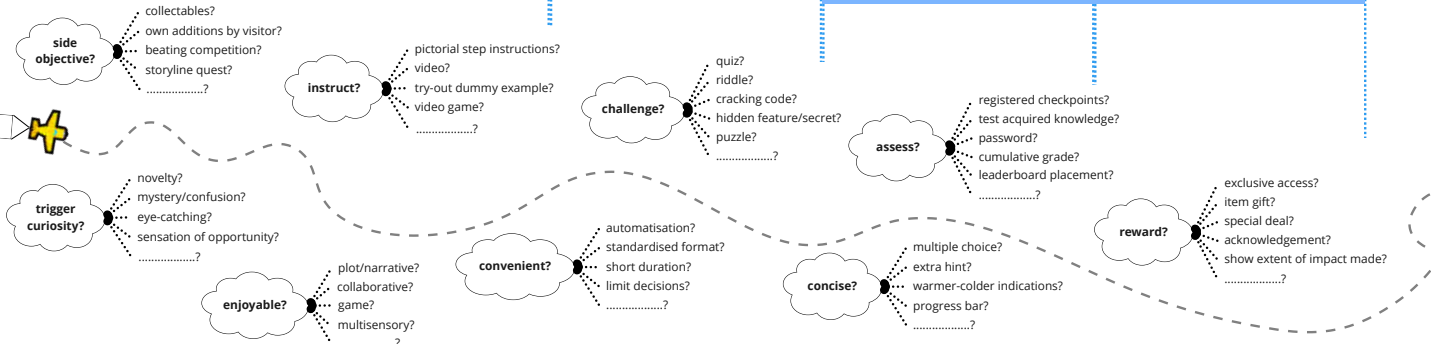 side
objective?
collectables?
own additions by visitor?
beating competition?
storyline quest?
.................?
instruct?
pictorial step instructions?
video?
try-out dummy example?
video game?
.................?
challenge?
quiz?
riddle?
cracking code?
hidden feature/secret?
puzzle?
.................?
assess?
registered checkpoints?
test acquired knowledge?
password?
cumulative grade?
leaderboard placement?
.................?
trigger
curiosity?
novelty?
mystery/confusion?
eye-catching?
sensation of opportunity?
.................?
enjoyable?
plot/narrative?
collaborative?
game?
multisensory?
.................?
convenient?
automatisation?
standardised format?
short duration?
limit decisions?
.................?
concise?
multiple choice?
extra hint?
warmer-colder indications?
progress bar?
.................?
reward?
exclusive access?
item gift?
special deal?
acknowledgement?
show extent of impact made?
.................?